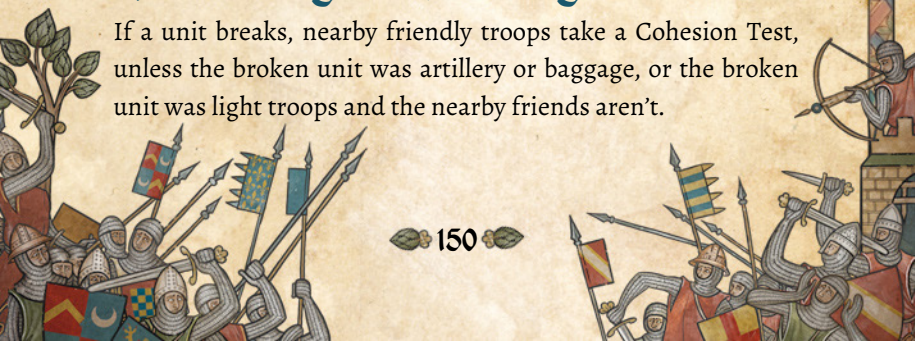 If a unit breaks, nearby friendly troops take a Cohesion Test,
unless the broken unit was artillery or baggage, or the broken
unit was light troops and the nearby friends aren’t.
150